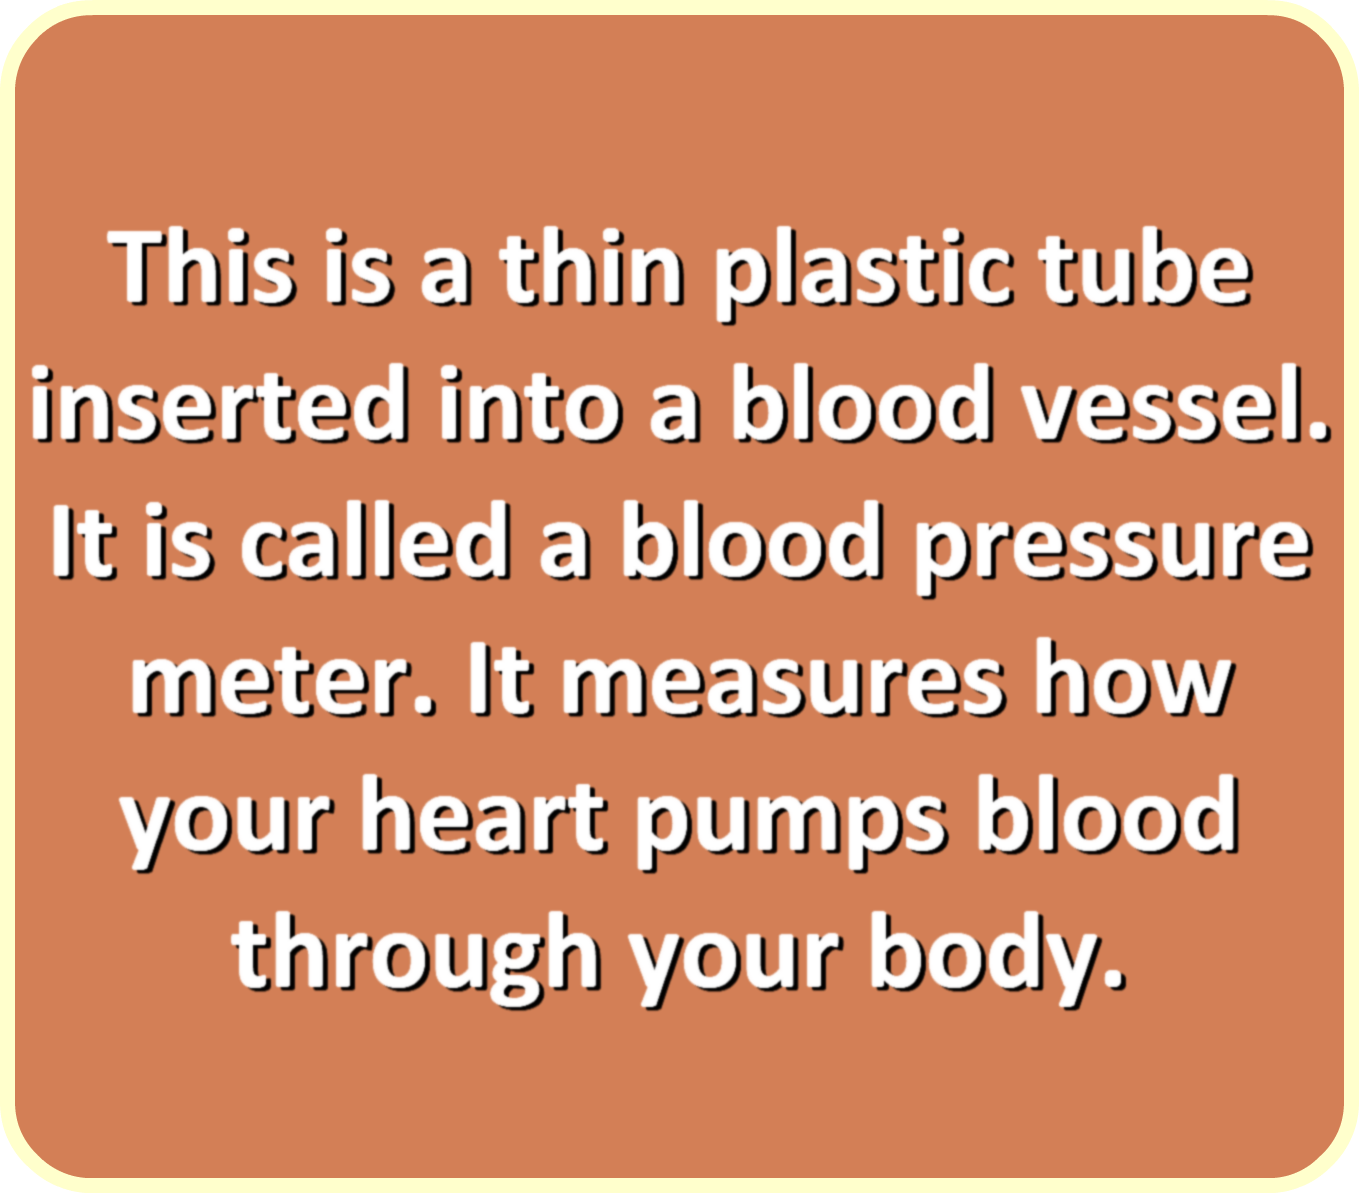 This is a thin plastic tube
inserted into a blood vessel.
It is called a blood pressure
meter. It measures how
your heart pumps blood
through your body.